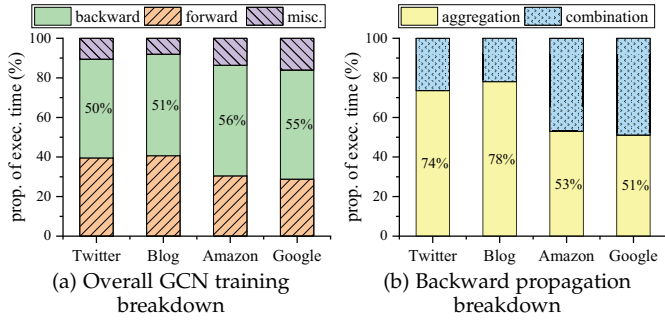 backward forward misc.
100
80
60
40
20
0
prop. of exec. time (%)
50%
51%
56%
55%
Twitter Blog Amazon Google
(a) Overall GCN training
breakdown
aggregation combination
100
80
60
40
20
0
prop. of exec. time (%)
74%
78%
53%
51%
Twitter Blog Amazon Google
(b) Backward propagation
breakdown